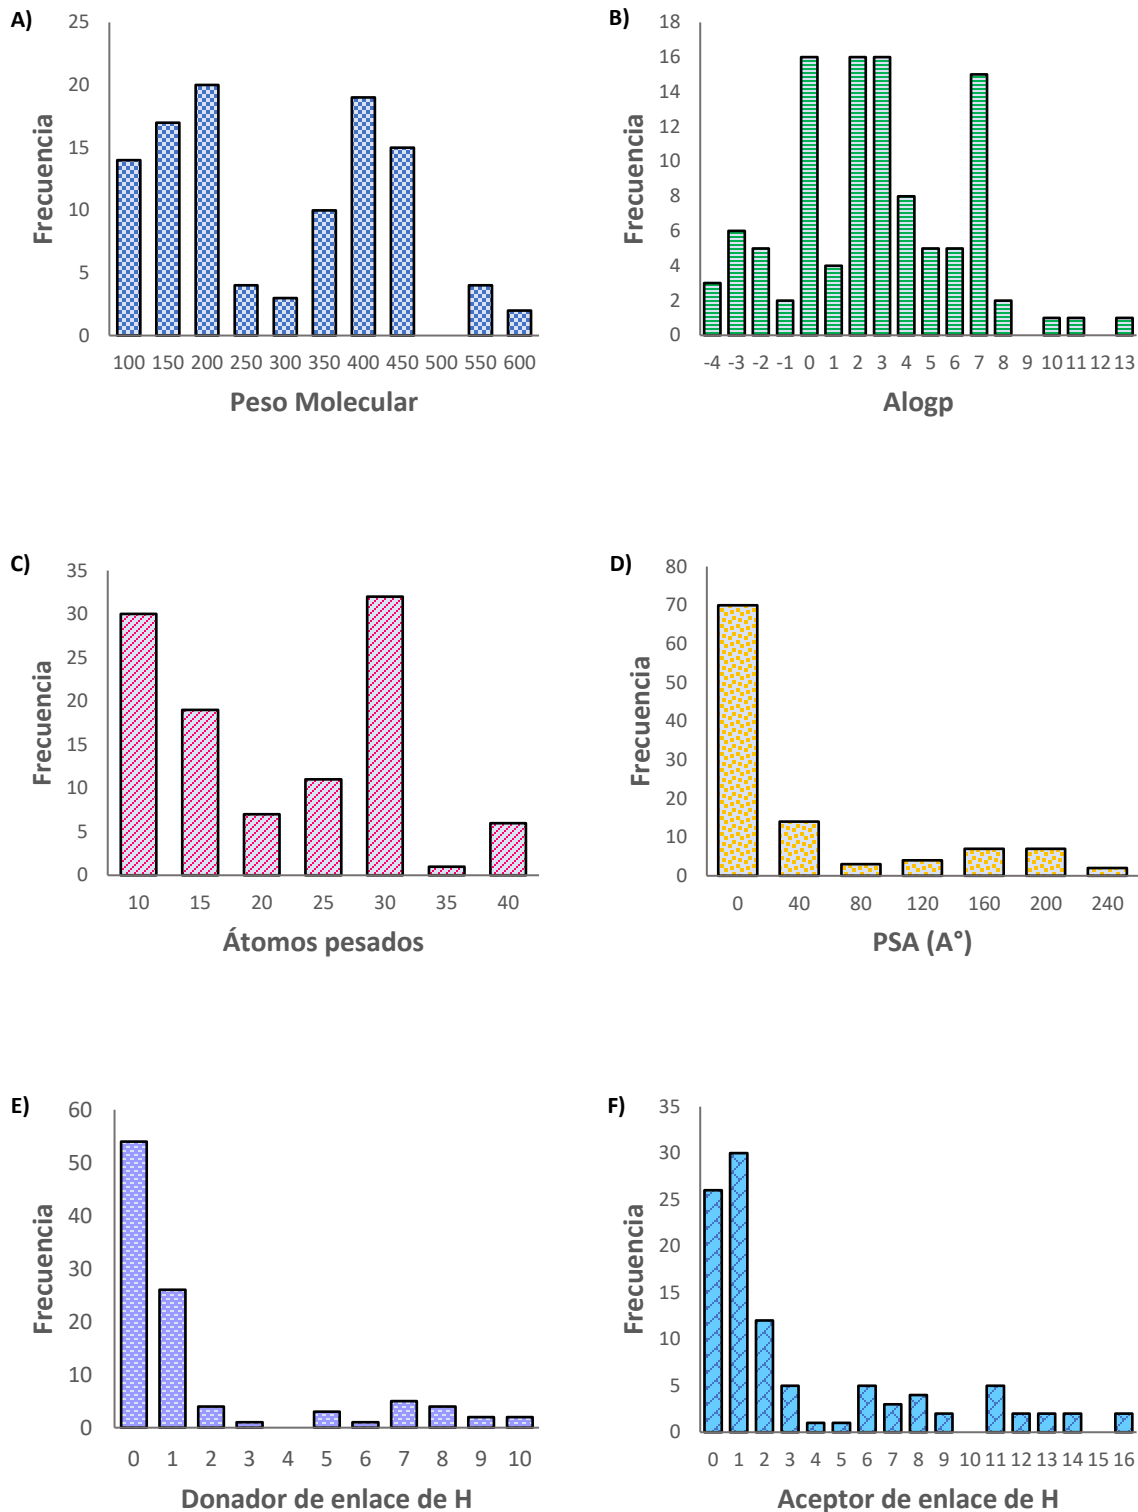 A)
25
20
15
10
5
0
Frecuencia
100 150 200 250 300 350 400 450 500 550 600
Peso Molecular
B)
18
16
14
12
10
8
6
4
2
0
Frecuencia
-4 -3 -2 -1 0 1 2 3 4 5 6 7 8 9 10 11 12 13
Alogp
C)
35
30
25
20
15
10
5
0
Frecuencia
10 15 20 25 30 35 40
Átomos pesados
D)
80
70
60
50
40
30
20
10
0
Frecuencia
0 40 80 120 160 200 240
PSA (A°)
E)
60
50
40
30
20
10
0
Frecuencia
0 1 2 3 4 5 6 7 8 9 10
Donador de enlace de H
F)
35
30
25
20
15
10
5
0
Frecuencia
0 1 2 3 4 5 6 7 8 9 10 11 12 13 14 15 16
Aceptor de enlace de H